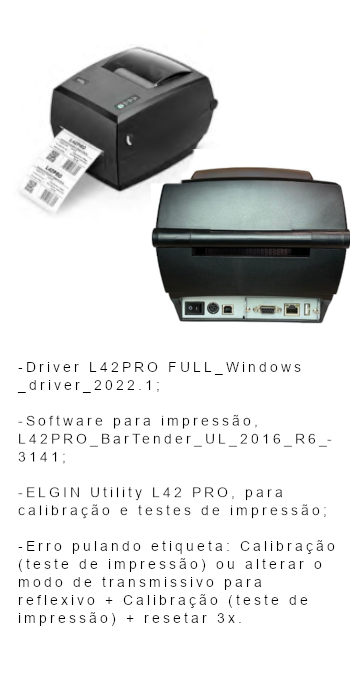 L42PRO
L42PRO
-Driver L42PRO FULL_Windows
_driver_2022.1;
-Software para impressão,
L42PRO_BarTender_UL_2016_R6_-
3141;
-ELGIN Utility L42 PRO, para
calibração e testes de impressão;
-Erro pulando etiqueta: Calibração
(teste de impressão) ou alterar o
modo de transmissivo para
reflexivo + Calibração (teste de
impressão) + resetar 3x.